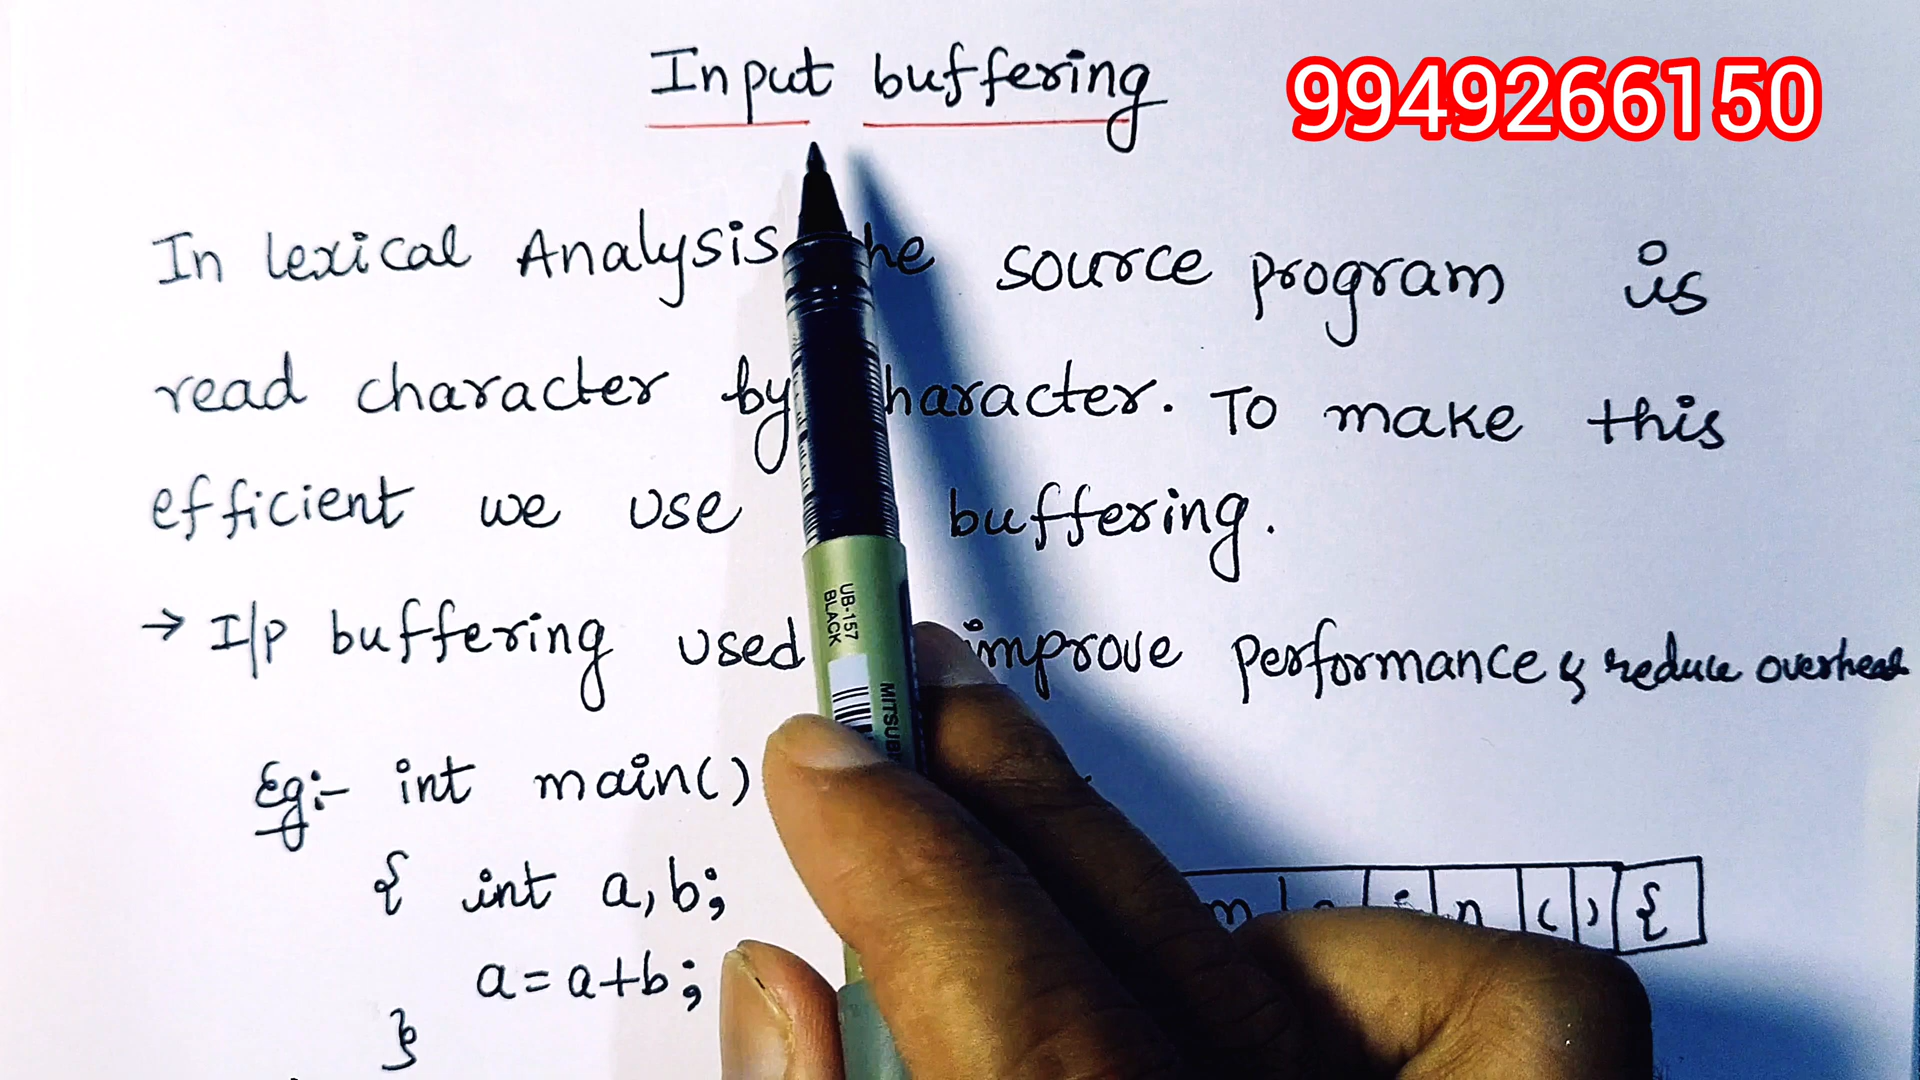 Input buffering
9949266150
In lexical Analysis the source program is
read character by character. To make this
efficient we use buffering.
→ I/p buffering used improve performance & reduce overhead
Eg:- int main()
{ int a, b;
a = a+b;
}
m a i n ( ) {
UB-157
BLACK